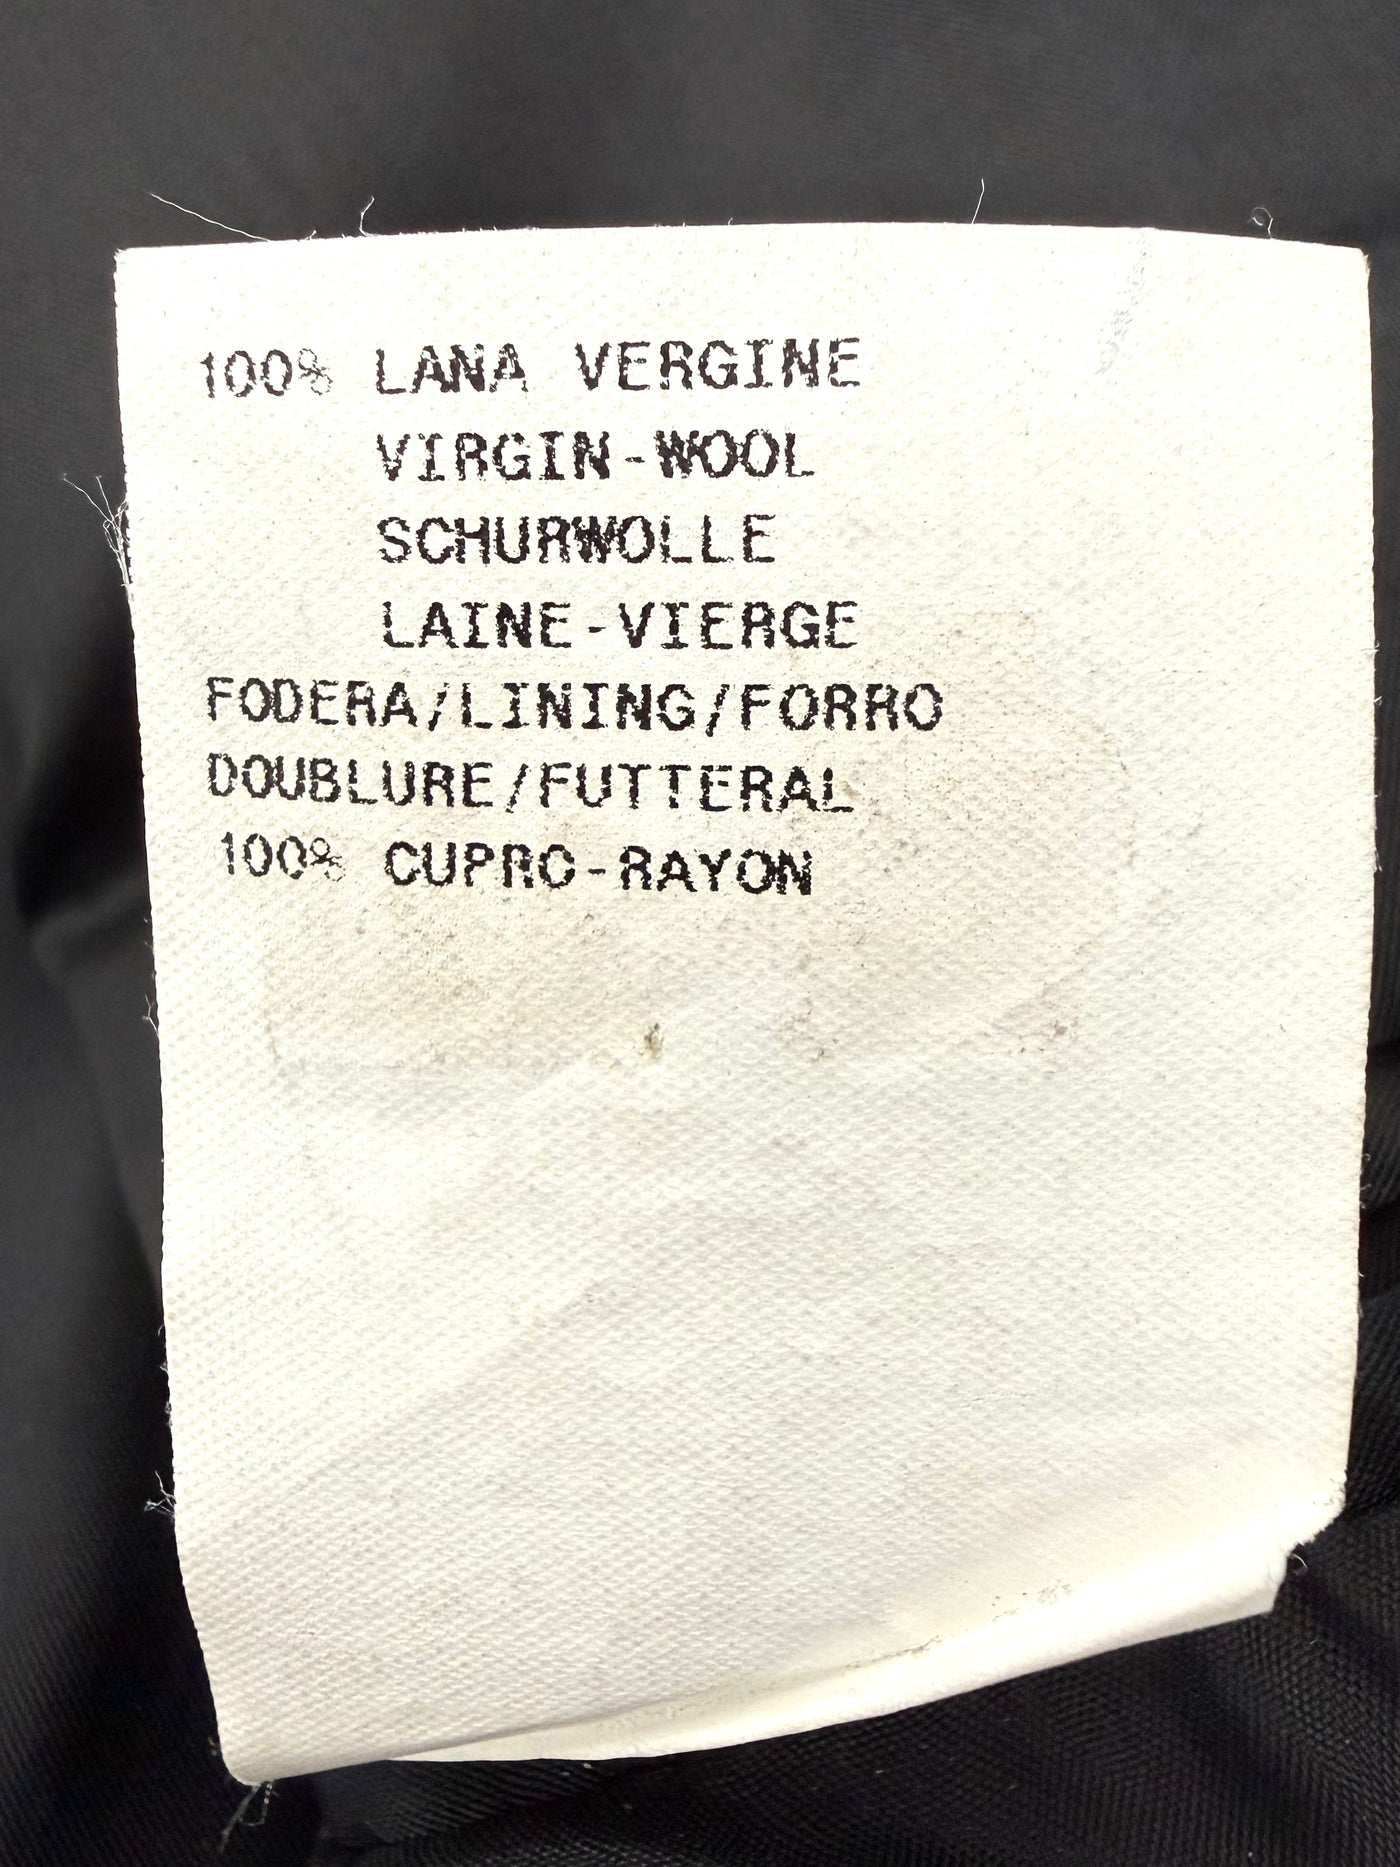 100% LANA VERGINE
VIRGIN-WOOL
SCHURWOLLE
LAINE-VIERGE
FODERA/LINING/FORRO
DOUBLURE/FUTTERAL
100% CUPRO-RAYON